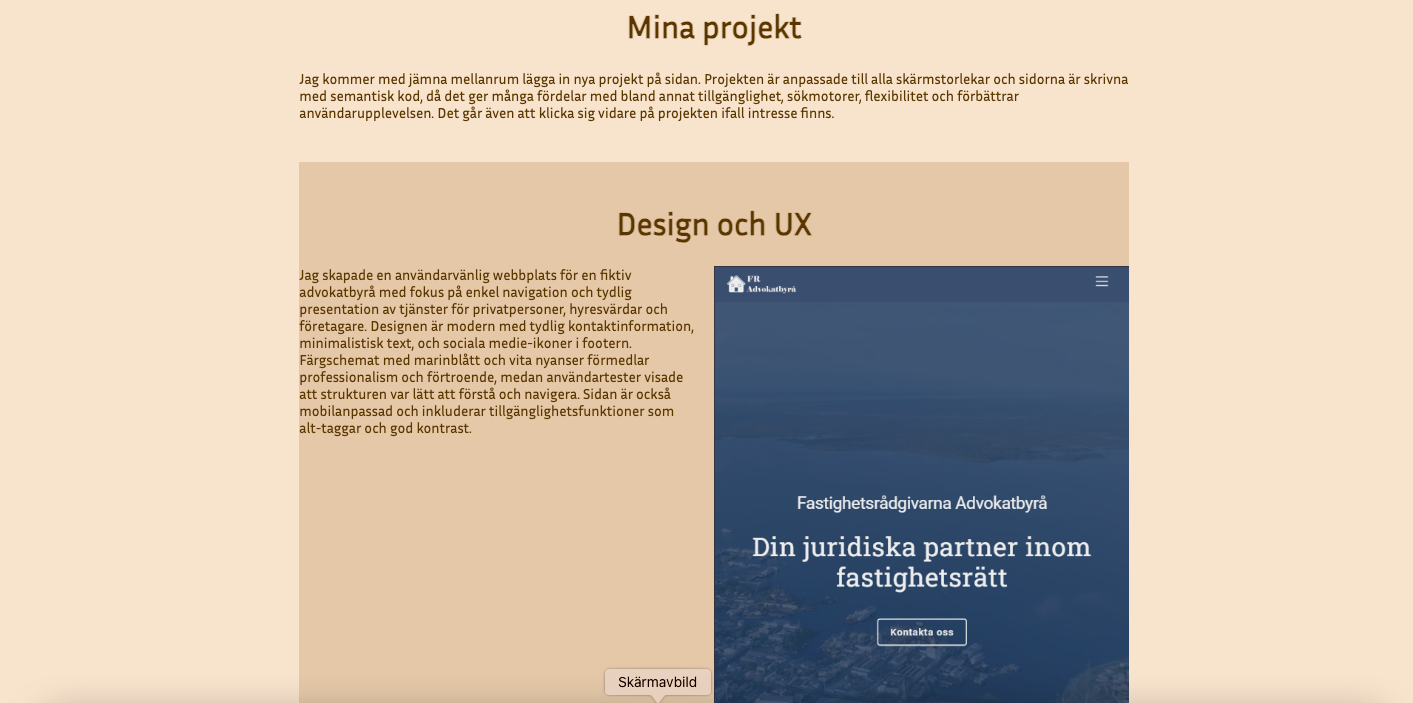 Mina projekt
Jag kommer med jämna mellanrum lägga in nya projekt på sidan. Projekten är anpassade till alla skärmstorlekar och sidorna är skrivna
med semantisk kod, då det ger många fördelar med bland annat tillgänglighet, sökmotorer, flexibilitet och förbättrar
användarupplevelsen. Det går även att klicka sig vidare på projekten ifall intresse finns.
Design och UX
Jag skapade en användarvänlig webbplats för en fiktiv
advokatbyrå med fokus på enkel navigation och tydlig
presentation av tjänster för privatpersoner, hyresvärdar och
företagare. Designen är modern med tydlig kontaktinformation,
minimalistisk text, och sociala medie-ikoner i footern.
Färgschemat med marinblått och vita nyanser förmedlar
professionalism och förtroende, medan användartester visade
att strukturen var lätt att förstå och navigera. Sidan är också
mobilanpassad och inkluderar tillgänglighetsfunktioner som
alt-taggar och god kontrast.
FR
Advokatbyrå
Fastighetsrådgivarna Advokatbyrå
Din juridiska partner inom
fastighetsrätt
Kontakta oss
Skärmavbild